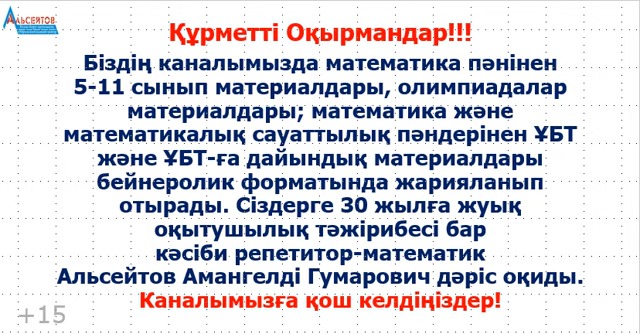 АЛЬСЕЙТОВ
Құрметті Оқырмандар!!!
Біздің каналымызда математика пәнінен
5-11 сынып материалдары, олимпиадалар
материалдары; математика және
математикалық сауаттылық пәндерінен ҰБТ
және ҰБТ-ға дайындық материалдары
бейнеролик форматында жарияланып
отырады. Сіздерге 30 жылға жуық
оқытушылық тәжірибесі бар
кәсіби репетитор-математик
Альсейтов Амангелді Гумарович дәріс оқиды.
Каналымызға қош келдіңіздер!
+15